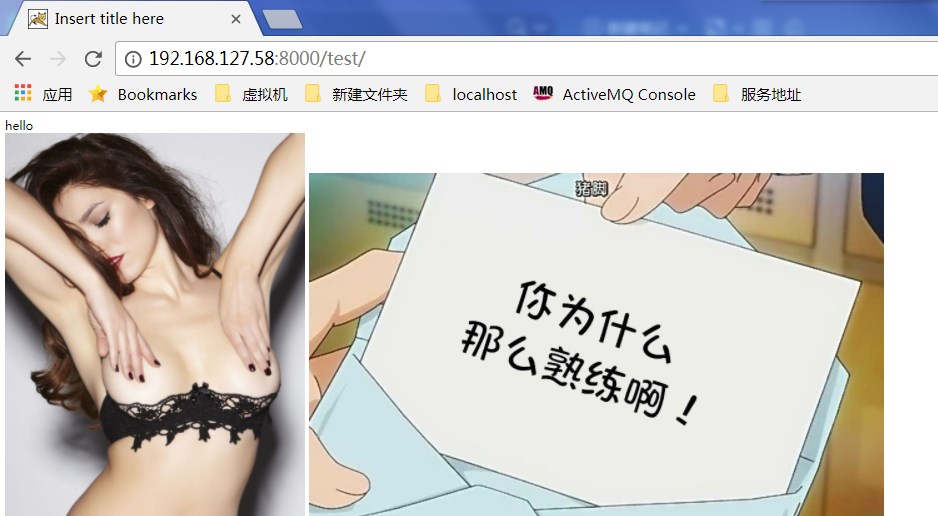 Insert title here
192.168.127.58:8000/test/
应用 Bookmarks 虚拟机 新建文件夹 localhost AMQ ActiveMQ Console 服务地址
hello
猪脚
你为什么
那么熟练啊！